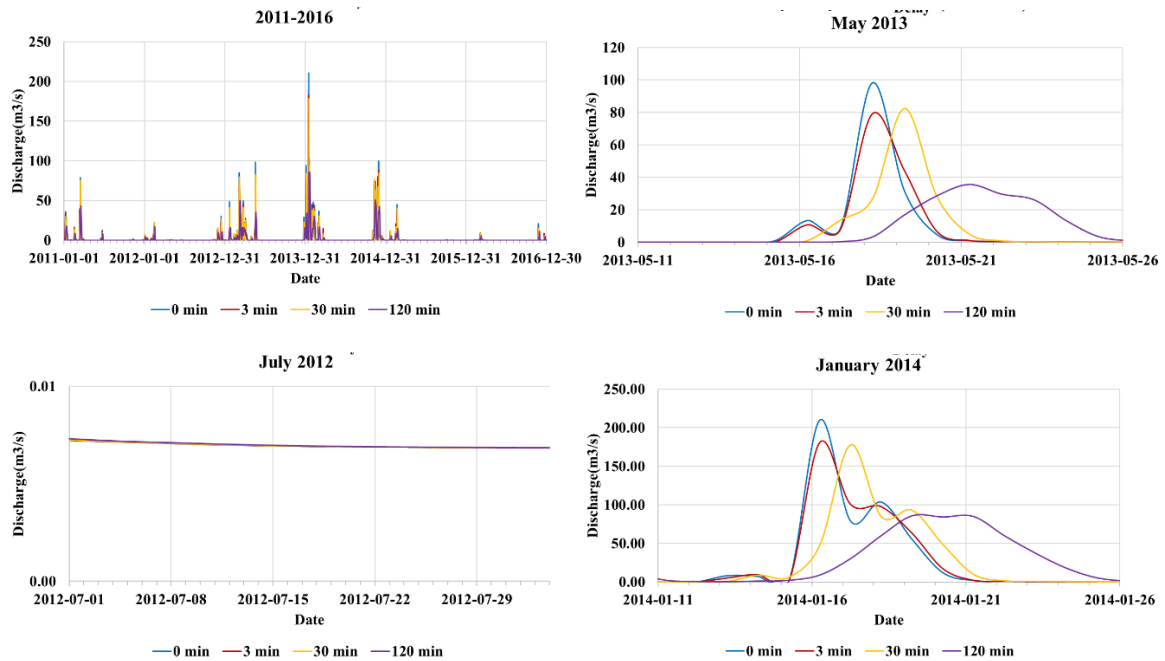 2011-2016
250
200
150
100
50
0
Discharge(m3/s)
2011-01-01 2012-01-01 2012-12-31 2013-12-31 2014-12-31 2015-12-31 2016-12-30
Date
0 min 3 min 30 min 120 min
May 2013
120
100
80
60
40
20
0
Discharge(m3/s)
2013-05-11 2013-05-16 2013-05-21 2013-05-26
Date
0 min 3 min 30 min 120 min
July 2012
0.01
0.00
Discharge(m3/s)
2012-07-01 2012-07-08 2012-07-15 2012-07-22 2012-07-29
Date
0 min 3 min 30 min 120 min
January 2014
250.00
200.00
150.00
100.00
50.00
0.00
Discharge(m3/s)
2014-01-11 2014-01-16 2014-01-21 2014-01-26
Date
0 min 3 min 30 min 120 min